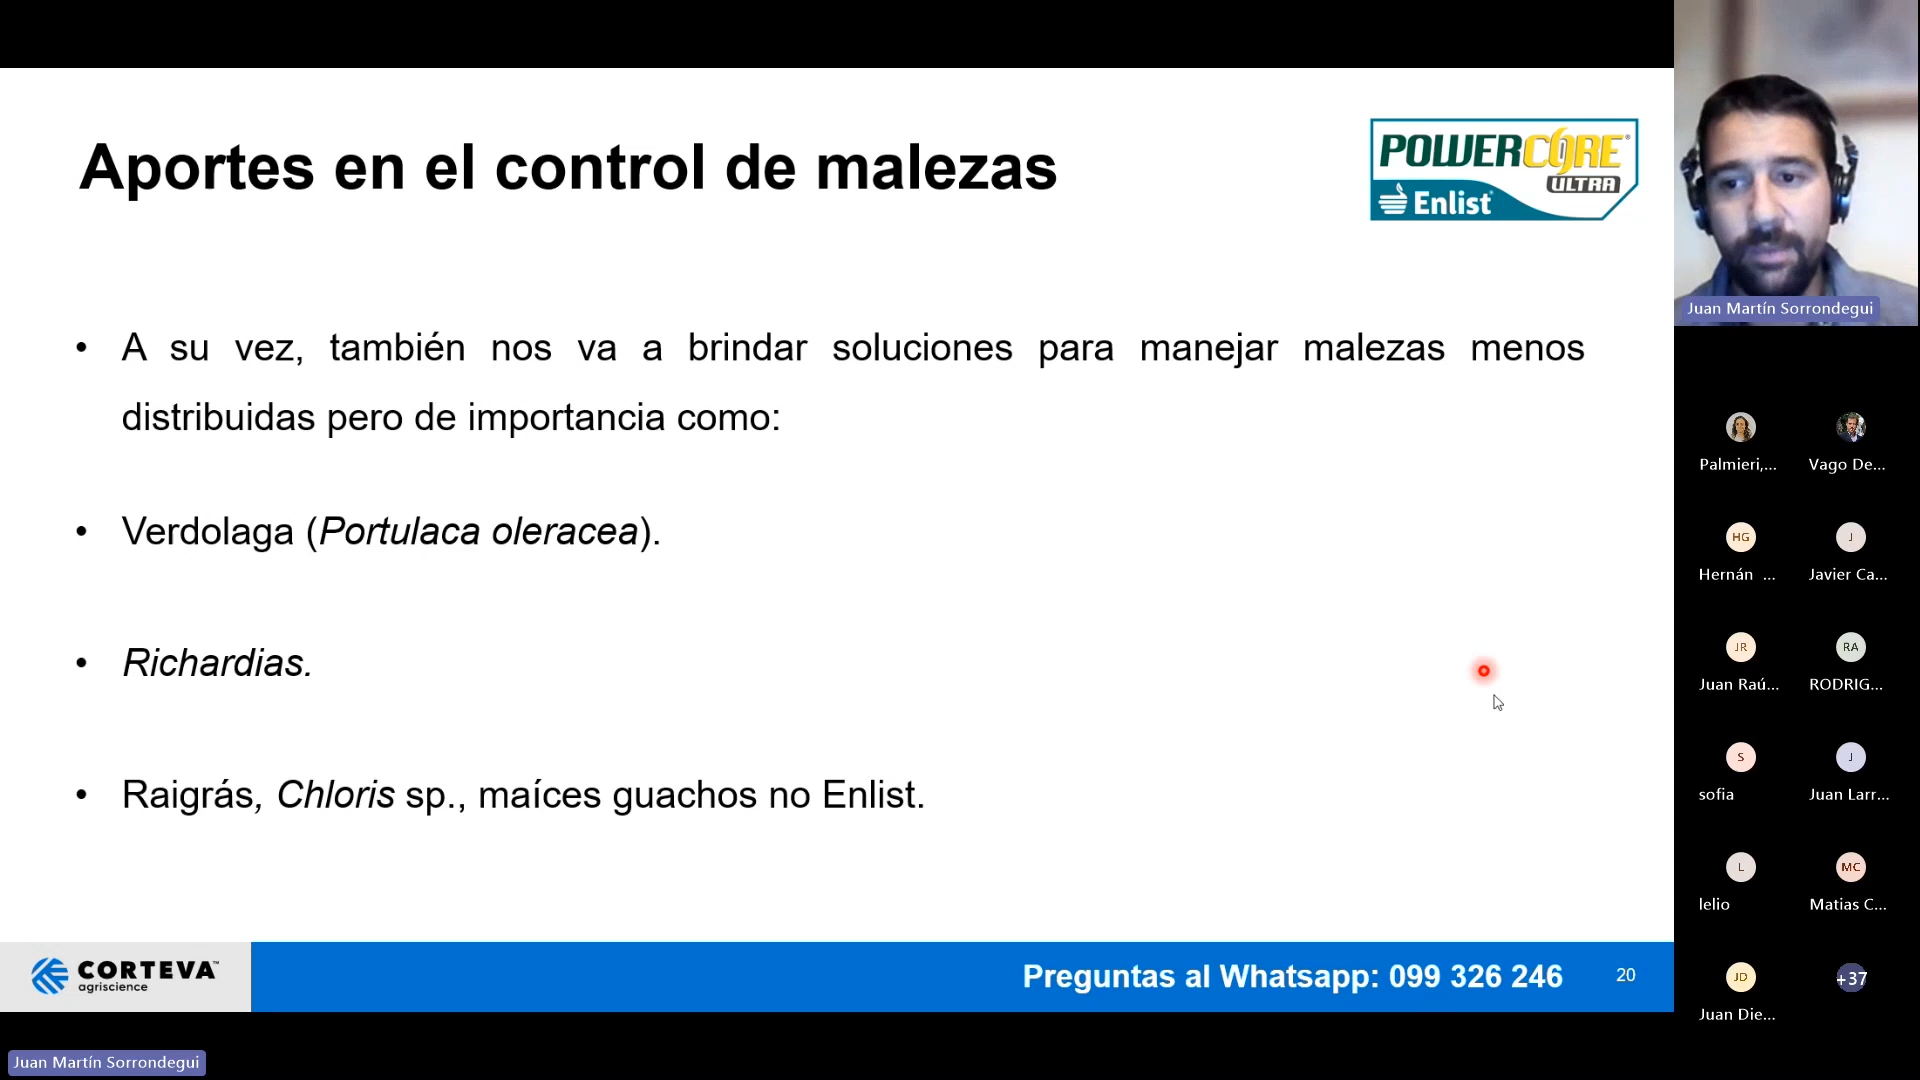 Aportes en el control de malezas
POWERCORE®
ULTRA
Enlist
• A su vez, también nos va a brindar soluciones para manejar malezas menos
distribuidas pero de importancia como:
• Verdolaga (Portulaca oleracea).
• Richardias.
• Raigrás, Chloris sp., maíces guachos no Enlist.
CORTEVA™
agriscience
Preguntas al Whatsapp: 099 326 246
20
Juan Martín Sorrondegui
Juan Martín Sorrondegui
Palmieri,...
Vago De...
HG
J
Hernán ...
Javier Ca...
JR
RA
Juan Raú...
RODRIG...
S
J
sofia
Juan Larr...
L
MC
lelio
Matias C...
JD
+37
Juan Die...